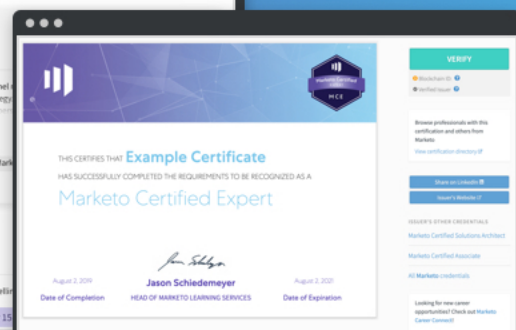 Marketo Certified
MCE
THIS CERTIFIES THAT Example Certificate
HAS SUCCESSFULLY COMPLETED THE REQUIREMENTS TO BE RECOGNIZED AS A
Marketo Certified Expert
August 2, 2019
Jason Schiedemeyer
August 2, 2021
Date of Completion
HEAD OF MARKETO LEARNING SERVICES
Date of Expiration
VERIFY
Blockchain ID
Verified Issuer
Browse professionals with this
certification and others from
Marketo
View certification directory
Share on LinkedIn
Issuer's Website
ISSUER'S OTHER CREDENTIALS
Marketo Certified Solutions Architect
Marketo Certified Associate
All Marketo credentials
Looking for new career
opportunities? Check out Marketo
Career Connect!
15